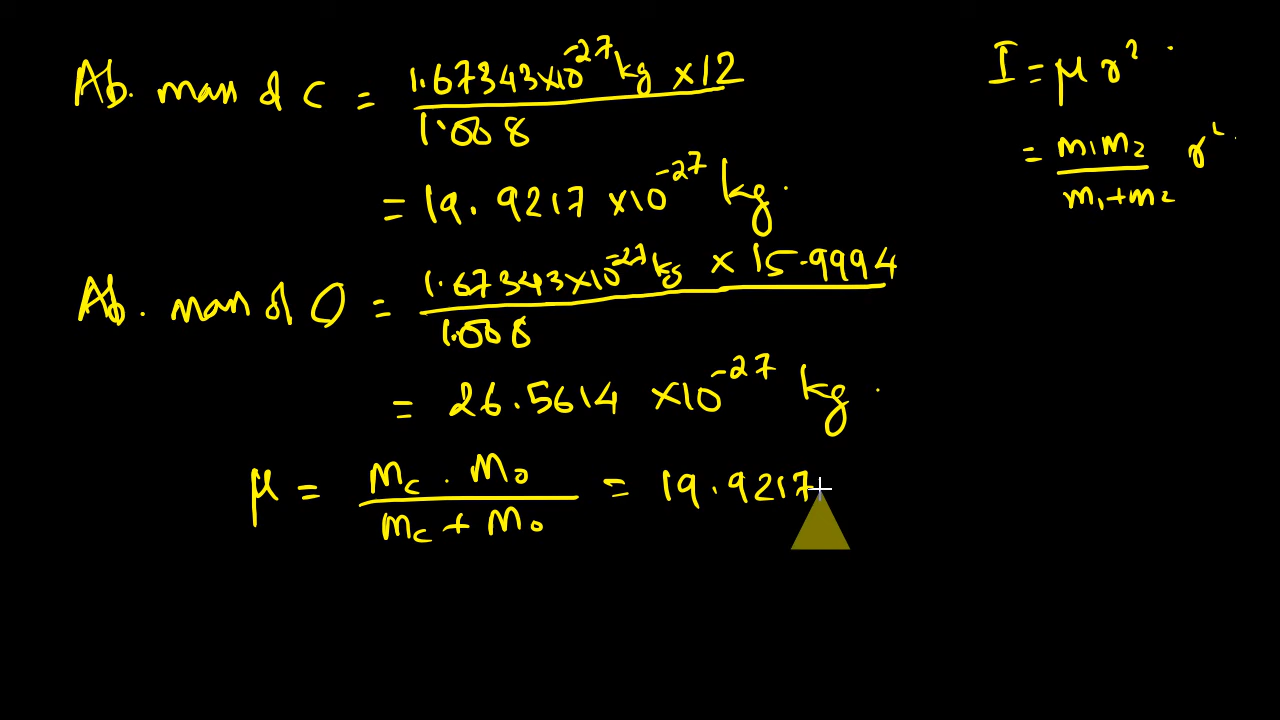 Ab. mass of C = 1.67343×10⁻²⁷ kg ×12 / 1.008
= 19.9217 ×10⁻²⁷ kg.
Ab. mass of O = 1.67343×10⁻²⁷ kg × 15.9994 / 1.008
= 26.5614 ×10⁻²⁷ kg.
μ = mc . mo / mc + mo = 19.9217
I = μ r².
= m₁m₂ / m₁+m₂ r²